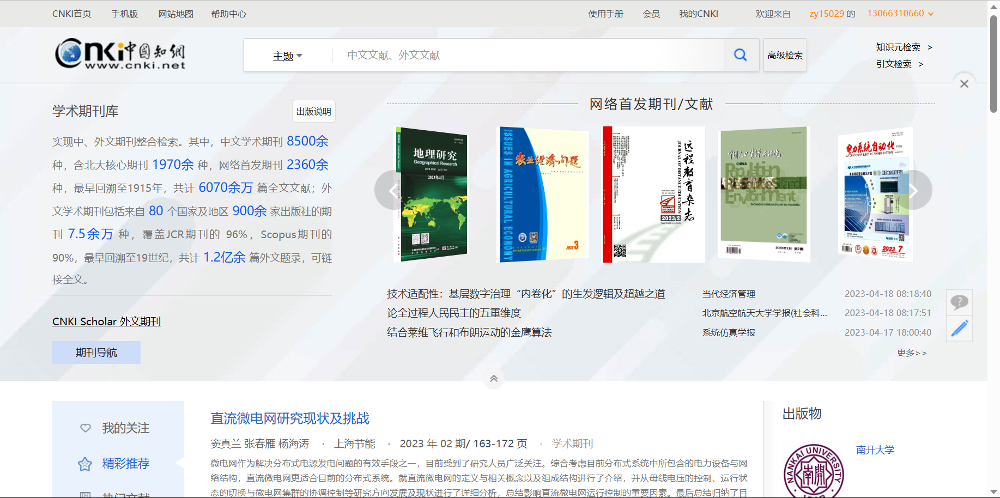 CNKI首页 手机版 网站地图 帮助中心 使用手册 会员 我的CNKI 欢迎来自 zy15029 的 13066310660
CNKI中国知網
www.cnki.net
主题 中文文献、外文文献 高级检索
知识元检索 >
引文检索 >
学术期刊库 出版说明
实现中、外文期刊整合检索。其中，中文学术期刊 8500余
种，含北大核心期刊 1970余 种，网络首发期刊 2360余
种，最早回溯至1915年，共计 6070余万 篇全文文献；外
文学术期刊包括来自 80 个国家及地区 900余 家出版社的期
刊 7.5余万 种，覆盖JCR期刊的 96%，Scopus期刊的
90%，最早回溯至19世纪，共计 1.2亿余 篇外文题录，可链
接全文。
CNKI Scholar 外文期刊
期刊导航
网络首发期刊/文献
地理研究
Geographical Research
2023年4月
ISSUES IN AGRICULTURAL ECONOMY
农业经济问题
2023 3
远程教育杂志
JOURNAL OF DISTANCE EDUCATION
2023/2
中国人口资源与环境
CHINA
Population
Resources and
Environment
ZHONGGUO RENKOU ZIYUAN YU HUANJING
2023年2月 第2期
电力系统自动化
AUTOMATION OF ELECTRIC POWER SYSTEMS
NARI
2023 7
技术适配性：基层数字治理“内卷化”的生发逻辑及超越之道 当代经济管理 2023-04-18 08:18:40
论全过程人民民主的五重维度 北京航空航天大学学报(社会科... 2023-04-18 08:17:51
结合莱维飞行和布朗运动的金鹰算法 系统仿真学报 2023-04-17 18:00:40
更多>>
我的关注
精彩推荐
热门文献
直流微电网研究现状及挑战
窦真兰 张春雁 杨海涛 · 上海节能 · 2023 年 02 期/ 163-172 页 · 学术期刊
微电网作为解决分布式电源发电问题的有效手段之一，目前受到了研究人员广泛关注。综合考虑目前分布式系统中所包含的电力设备与网
络结构，直流微电网更适合目前的分布式系统。就直流微电网的定义与相关概念以及组成结构进行了介绍，并从母线电压的控制、运行状
态的切换与微电网集群的协调控制等研究方向发展及现状进行了详细分析，总结影响直流微电网运行控制的重要因素。最后总结归纳了目
出版物
NANKAI UNIVERSITY
南开
南开大学